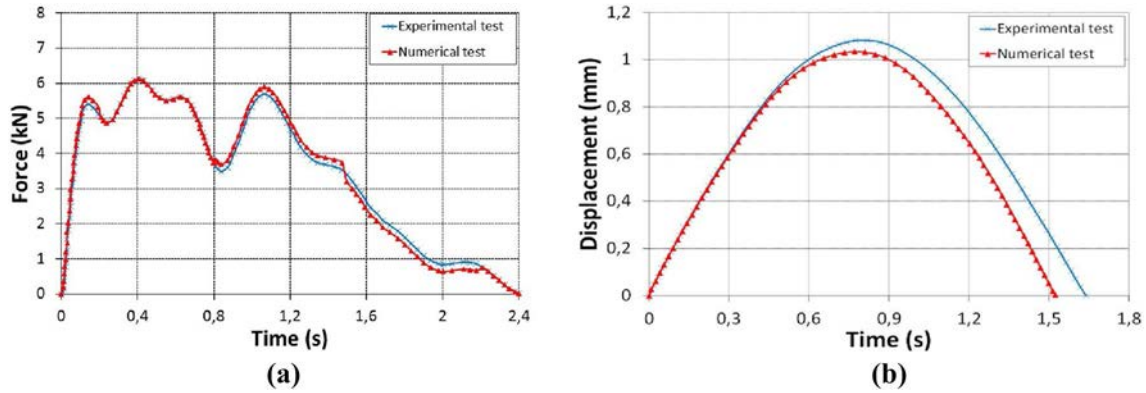 8
7
6
5
4
3
2
1
0
Force (kN)
Experimental test
Numerical test
0 0,4 0,8 1,2 1,6 2,0 2,4
Time (s)
(a)
1,2
1
0,8
0,6
0,4
0,2
0
Displacement (mm)
Experimental test
Numerical test
0 0,3 0,6 0,9 1,2 1,5 1,8
Time (s)
(b)